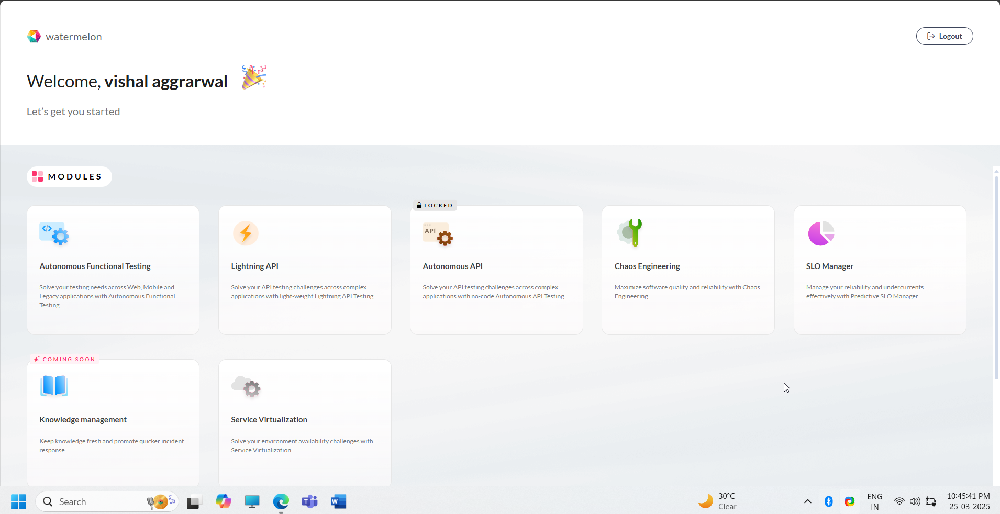 watermelon
Logout
Welcome, vishal aggrarwal
Let’s get you started
MODULES
Autonomous Functional Testing
Solve your testing needs across Web, Mobile and
Legacy applications with Autonomous Functional
Testing.
Lightning API
Solve your API testing challenges across complex
applications with light-weight Lightning API Testing.
LOCKED
API
Autonomous API
Solve your API testing challenges across complex
applications with no-code Autonomous API Testing.
Chaos Engineering
Maximize software quality and reliability with Chaos
Engineering.
SLO Manager
Manage your reliability and undercurrents
effectively with Predictive SLO Manager
COMING SOON
Knowledge management
Keep knowledge fresh and promote quicker incident
response.
Service Virtualization
Solve your environment availability challenges with
Service Virtualization.
Search
T
W
30°C
Clear
ENG
IN
10:45:41 PM
25-03-2025